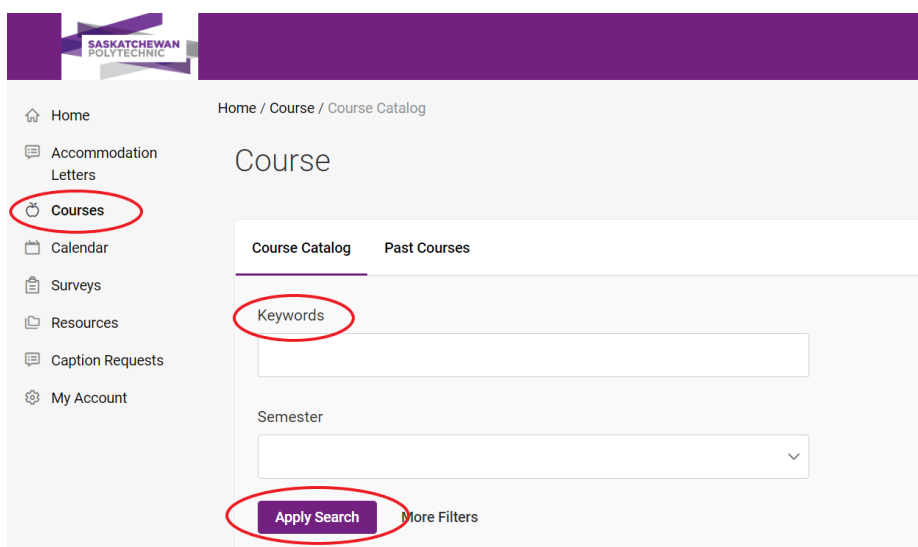 SASKATCHEWAN
POLYTECHNIC
Home
Accommodation
Letters
Courses
Calendar
Surveys
Resources
Caption Requests
My Account
Home / Course / Course Catalog
Course
Course Catalog Past Courses
Keywords
Semester
Apply Search More Filters